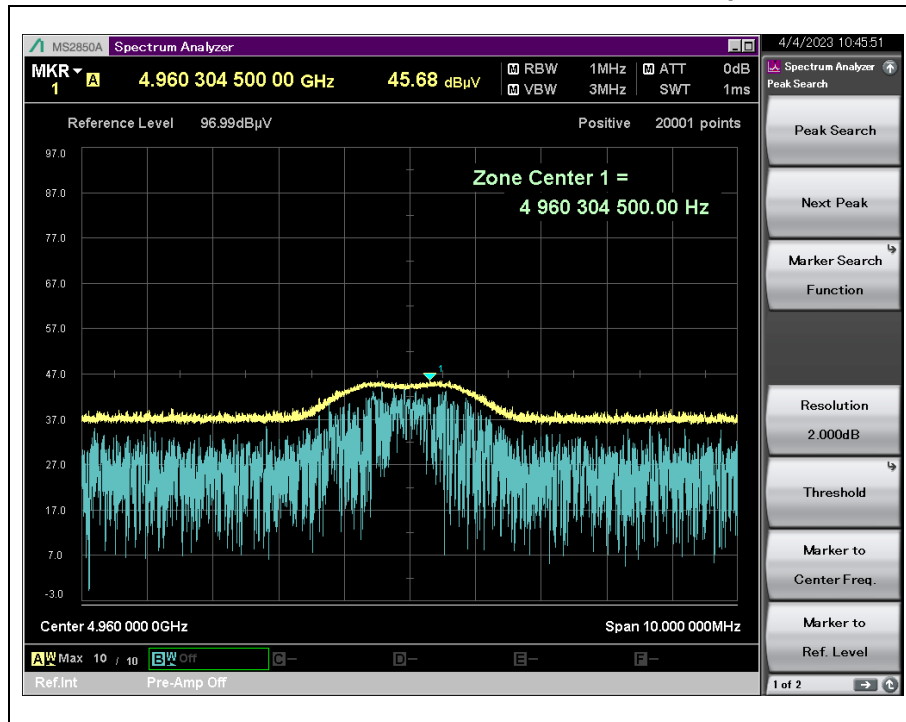 MS2850A Spectrum Analyzer
4/4/2023 10:45:51
MKR 1 A 4.960 304 500 00 GHz 45.68 dBµV
M RBW 1MHz M ATT 0dB
M VBW 3MHz SWT 1ms
Spectrum Analyzer
Peak Search
Reference Level 96.99dBµV Positive 20001 points
97.0
87.0
77.0
67.0
57.0
47.0
37.0
27.0
17.0
7.0
-3.0
Zone Center 1 =
4 960 304 500.00 Hz
1
Center 4.960 000 0GHz Span 10.000 000MHz
A W Max 10 / 10 B W Off C - D - E - F -
Ref.Int Pre-Amp Off
Peak Search
Next Peak
Marker Search
Function
Resolution
2.000dB
Threshold
Marker to
Center Freq.
Marker to
Ref. Level
1 of 2